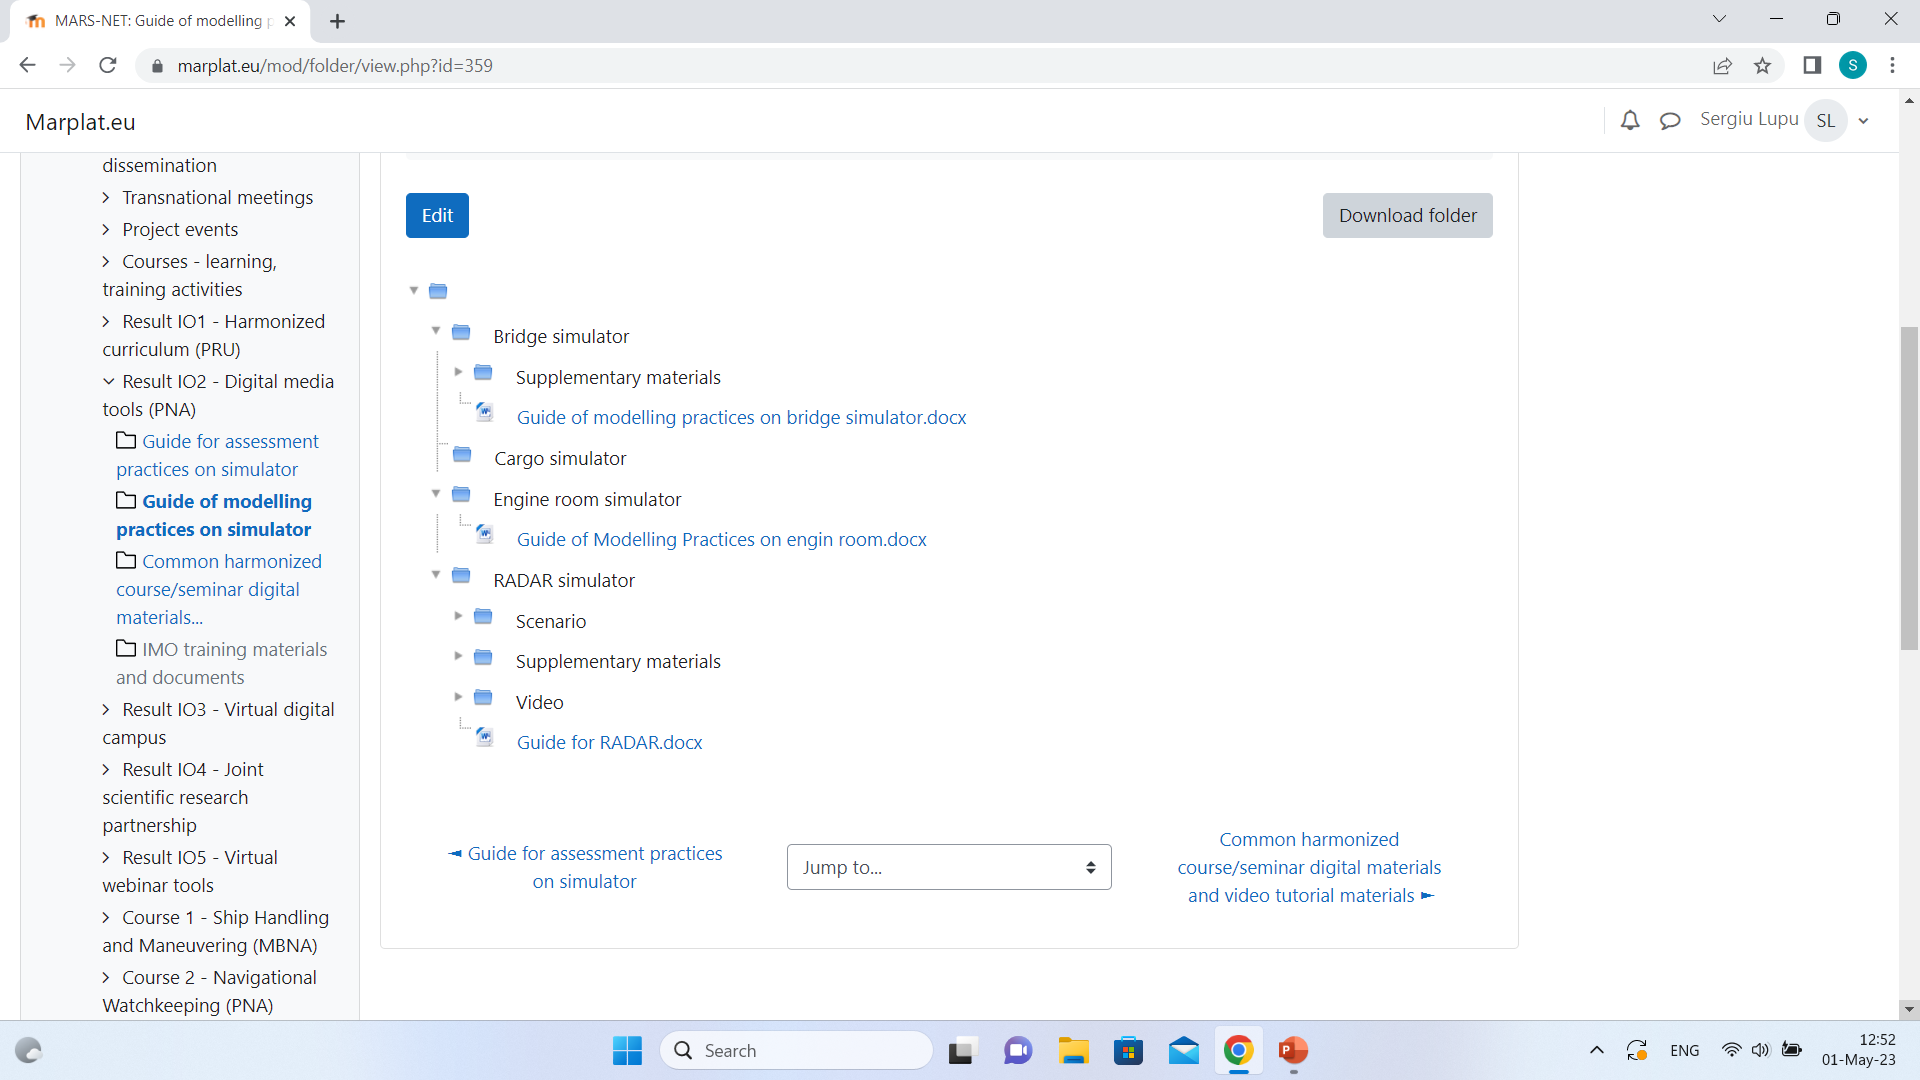 MARS-NET: Guide of modelling p
marplat.eu/mod/folder/view.php?id=359
S
Marplat.eu
Sergiu Lupu
SL
dissemination
Transnational meetings
Project events
Courses - learning,
training activities
Result IO1 - Harmonized
curriculum (PRU)
Result IO2 - Digital media
tools (PNA)
Guide for assessment
practices on simulator
Guide of modelling
practices on simulator
Common harmonized
course/seminar digital
materials...
IMO training materials
and documents
Result IO3 - Virtual digital
campus
Result IO4 - Joint
scientific research
partnership
Result IO5 - Virtual
webinar tools
Course 1 - Ship Handling
and Maneuvering (MBNA)
Course 2 - Navigational
Watchkeeping (PNA)
Edit
Download folder
Bridge simulator
Supplementary materials
Guide of modelling practices on bridge simulator.docx
Cargo simulator
Engine room simulator
Guide of Modelling Practices on engin room.docx
RADAR simulator
Scenario
Supplementary materials
Video
Guide for RADAR.docx
◄ Guide for assessment practices
on simulator
Jump to...
Common harmonized
course/seminar digital materials
and video tutorial materials ►
Search
ENG
12:52
01-May-23